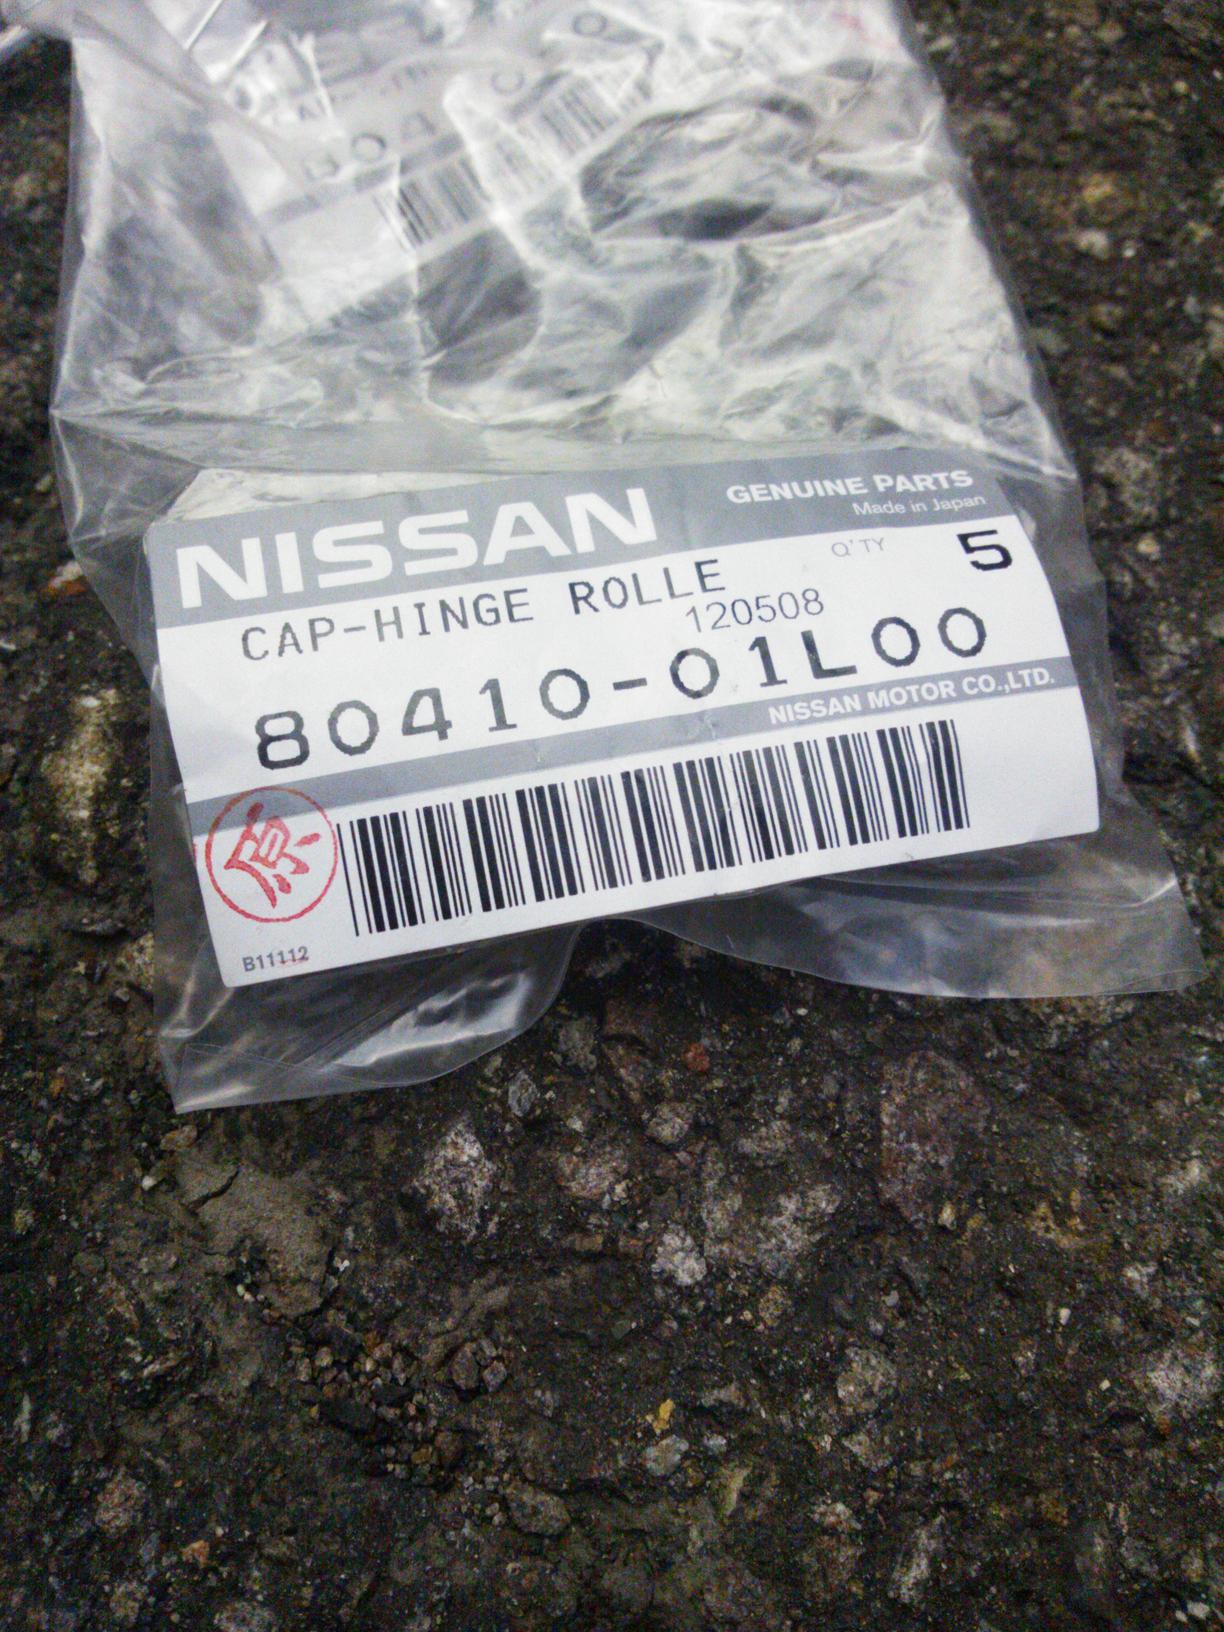 NISSAN
GENUINE PARTS
Made in Japan
Q'TY 5
CAP-HINGE ROLLE
120508
80410-01L00
NISSAN MOTOR CO.,LTD.
原
B11112